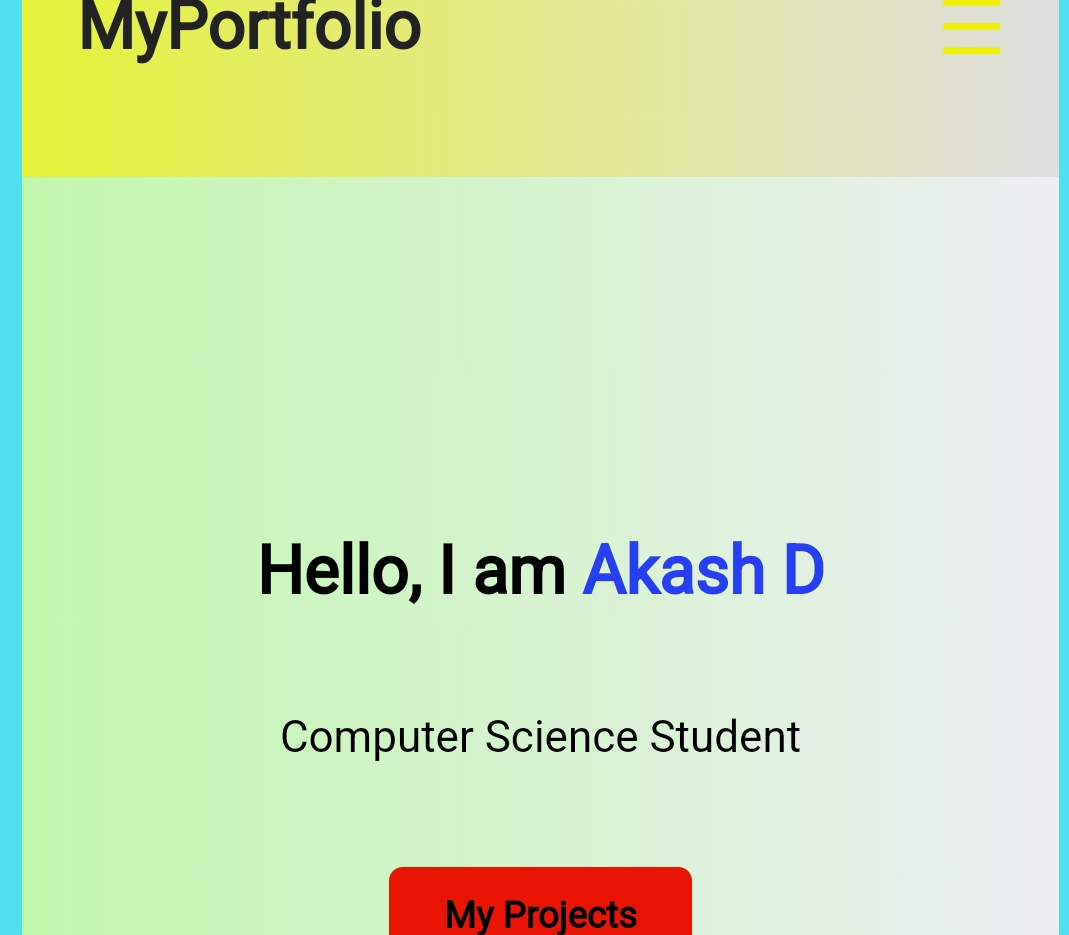 MyPortfolio
Hello, I am Akash D
Computer Science Student
My Projects